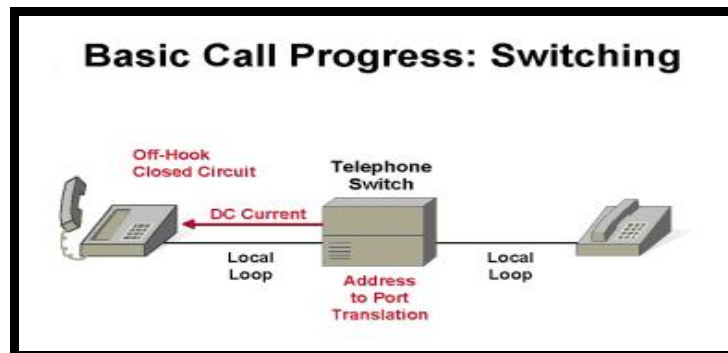 Basic Call Progress: Switching
Off-Hook
Closed Circuit
Telephone
Switch
DC Current
Local
Loop
Local
Loop
Address
to Port
Translation